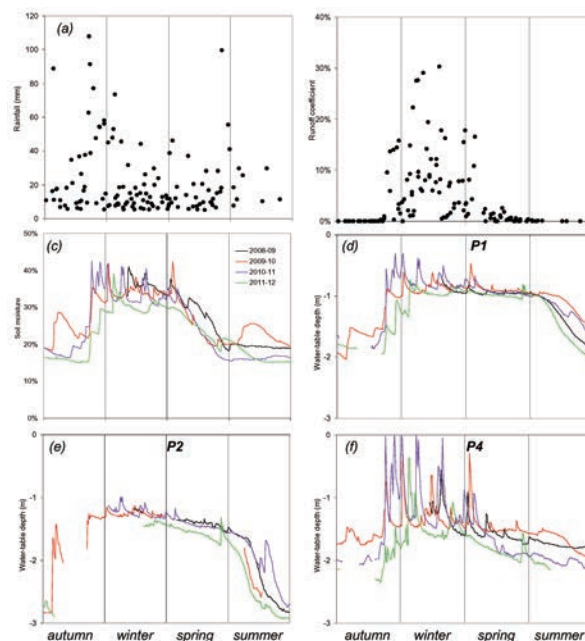 (a)
Rainfall (mm)
120
100
80
60
40
20
0
Runoff coefficient
40%
30%
20%
10%
0%
(c)
Soil moisture
50%
40%
30%
20%
10%
0%
2008-09
2009-10
2010-11
2011-12
(d)
P1
Water-table depth (m)
0
-1
-2
-3
(e)
P2
Water-table depth (m)
0
-1
-2
-3
autumn winter spring summer
(f)
P4
Water-table depth (m)
0
-1
-2
-3
autumn winter spring summer